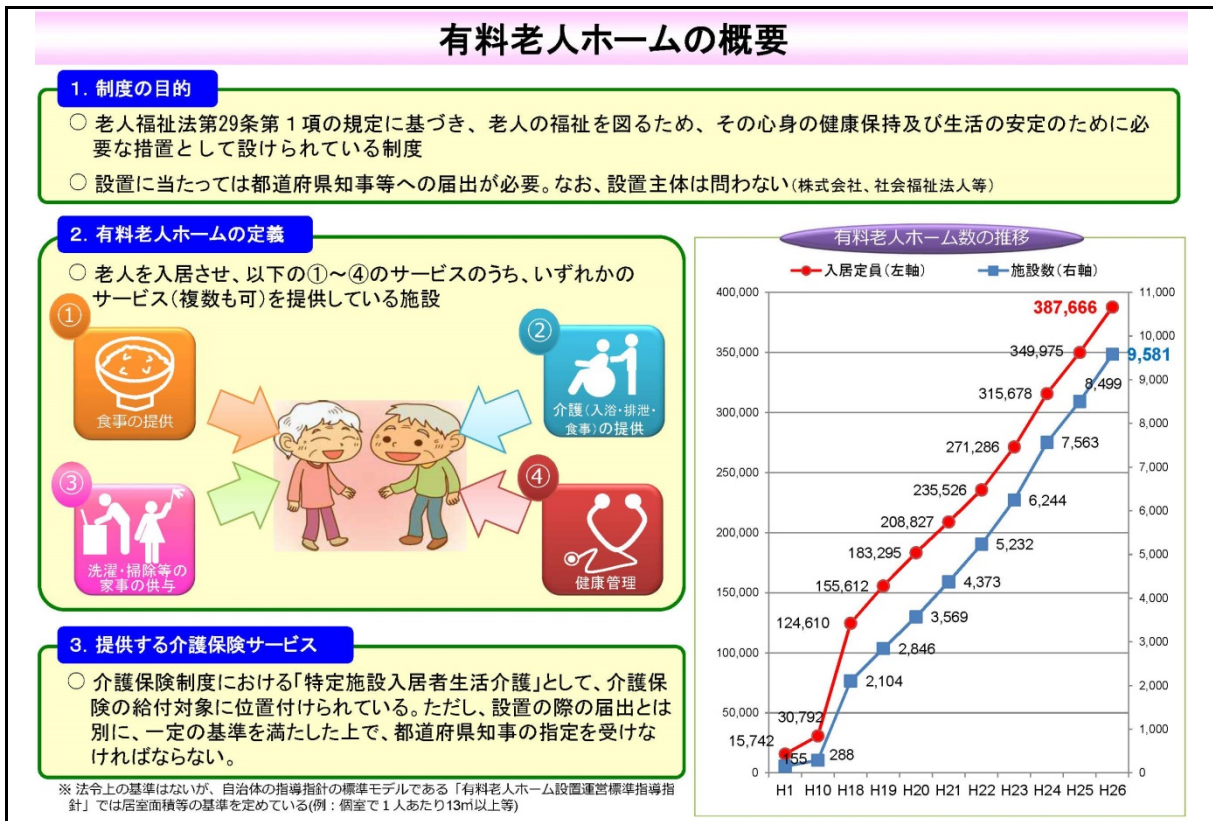 有料老人ホームの概要
1. 制度の目的
○ 老人福祉法第29条第1項の規定に基づき、老人の福祉を図るため、その心身の健康保持及び生活の安定のために必
要な措置として設けられている制度
○ 設置に当たっては都道府県知事等への届出が必要。なお、設置主体は問わない(株式会社、社会福祉法人等)
2. 有料老人ホームの定義
○ 老人を入居させ、以下の①～④のサービスのうち、いずれかの
サービス(複数も可)を提供している施設
①
食事の提供
②
介護(入浴・排泄・
食事)の提供
③
洗濯・掃除等の
家事の供与
④
健康管理
3. 提供する介護保険サービス
○ 介護保険制度における「特定施設入居者生活介護」として、介護保
険の給付対象に位置付けられている。ただし、設置の際の届出とは
別に、一定の基準を満たした上で、都道府県知事の指定を受けな
ければならない。
※ 法令上の基準はないが、自治体の指導指針の標準モデルである「有料老人ホーム設置運営標準指導指
針」では居室面積等の基準を定めている(例：個室で1人あたり13㎡以上等)
有料老人ホーム数の推移
入居定員(左軸) 施設数(右軸)
400,000
350,000
300,000
250,000
200,000
150,000
100,000
50,000
0
11,000
10,000
9,000
8,000
7,000
6,000
5,000
4,000
3,000
2,000
1,000
0
15,742
30,792
124,610
155,612
183,295
208,827
235,526
271,286
315,678
349,975
387,666
155
288
2,104
2,846
3,569
4,373
5,232
6,244
7,563
8,499
9,581
H1 H10 H18 H19 H20 H21 H22 H23 H24 H25 H26